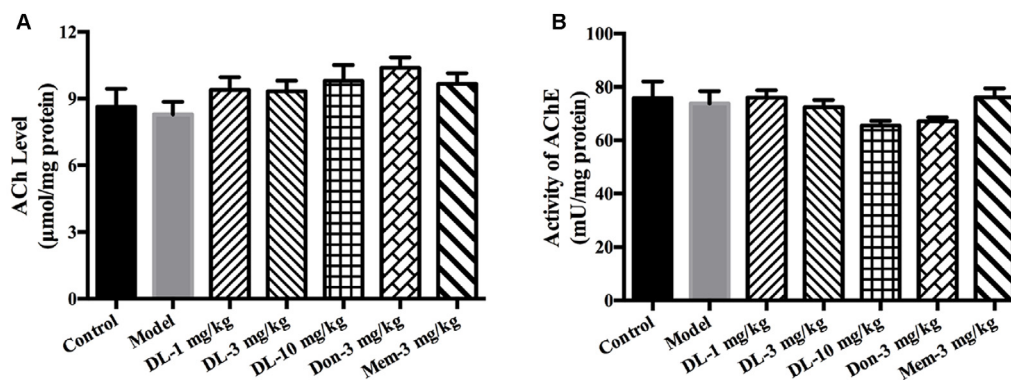 A
ACh Level
(μmol/mg protein)
12
9
6
3
0
Control
Model
DL-1 mg/kg
DL-3 mg/kg
DL-10 mg/kg
Don-3 mg/kg
Mem-3 mg/kg
B
Activity of AChE
(mU/mg protein)
100
80
60
40
20
0
Control
Model
DL-1 mg/kg
DL-3 mg/kg
DL-10 mg/kg
Don-3 mg/kg
Mem-3 mg/kg